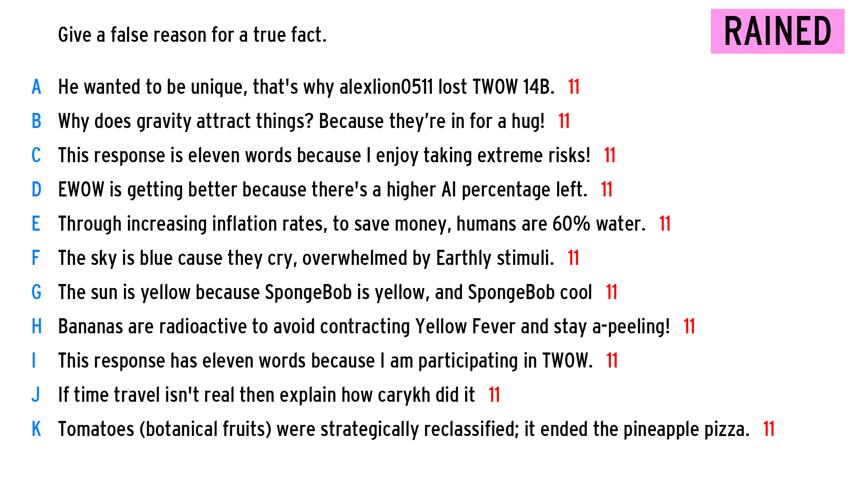 Give a false reason for a true fact.
RAINED
A He wanted to be unique, that's why alexlion0511 lost TWOW 14B. 11
B Why does gravity attract things? Because they’re in for a hug! 11
C This response is eleven words because I enjoy taking extreme risks! 11
D EWOW is getting better because there's a higher AI percentage left. 11
E Through increasing inflation rates, to save money, humans are 60% water. 11
F The sky is blue cause they cry, overwhelmed by Earthly stimuli. 11
G The sun is yellow because SpongeBob is yellow, and SpongeBob cool 11
H Bananas are radioactive to avoid contracting Yellow Fever and stay a-peeling! 11
I This response has eleven words because I am participating in TWOW. 11
J If time travel isn't real then explain how carykh did it 11
K Tomatoes (botanical fruits) were strategically reclassified; it ended the pineapple pizza. 11